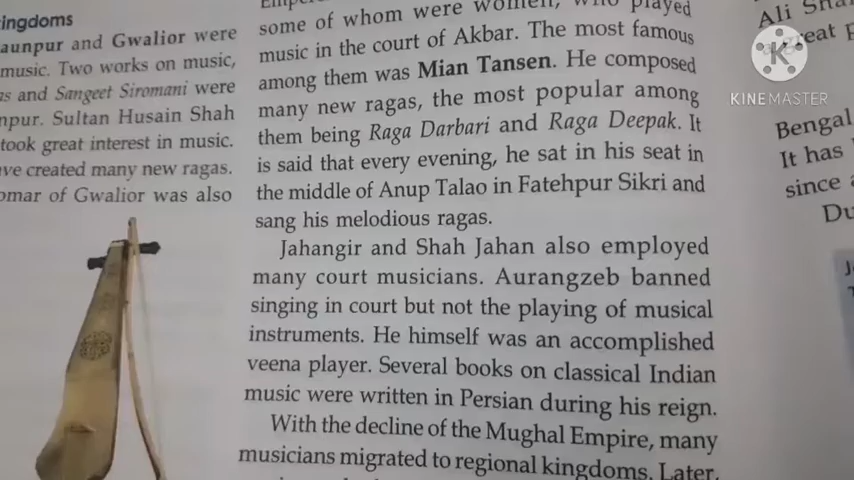 ingdoms
aunpur and Gwalior were
music. Two works on music,
and Sangeet Siromani were
npur. Sultan Husain Shah
took great interest in music.
ve created many new ragas.
omar of Gwalior was also
some of whom were women, who played
music in the court of Akbar. The most famous
among them was Mian Tansen. He composed
many new ragas, the most popular among
them being Raga Darbari and Raga Deepak. It
is said that every evening, he sat in his seat in
the middle of Anup Talao in Fatehpur Sikri and
sang his melodious ragas.
Jahangir and Shah Jahan also employed
many court musicians. Aurangzeb banned
singing in court but not the playing of musical
instruments. He himself was an accomplished
veena player. Several books on classical Indian
music were written in Persian during his reign.
With the decline of the Mughal Empire, many
musicians migrated to regional kingdoms. Later,
Ali
great
Bengal
It has
since
Du
KINEMASTER